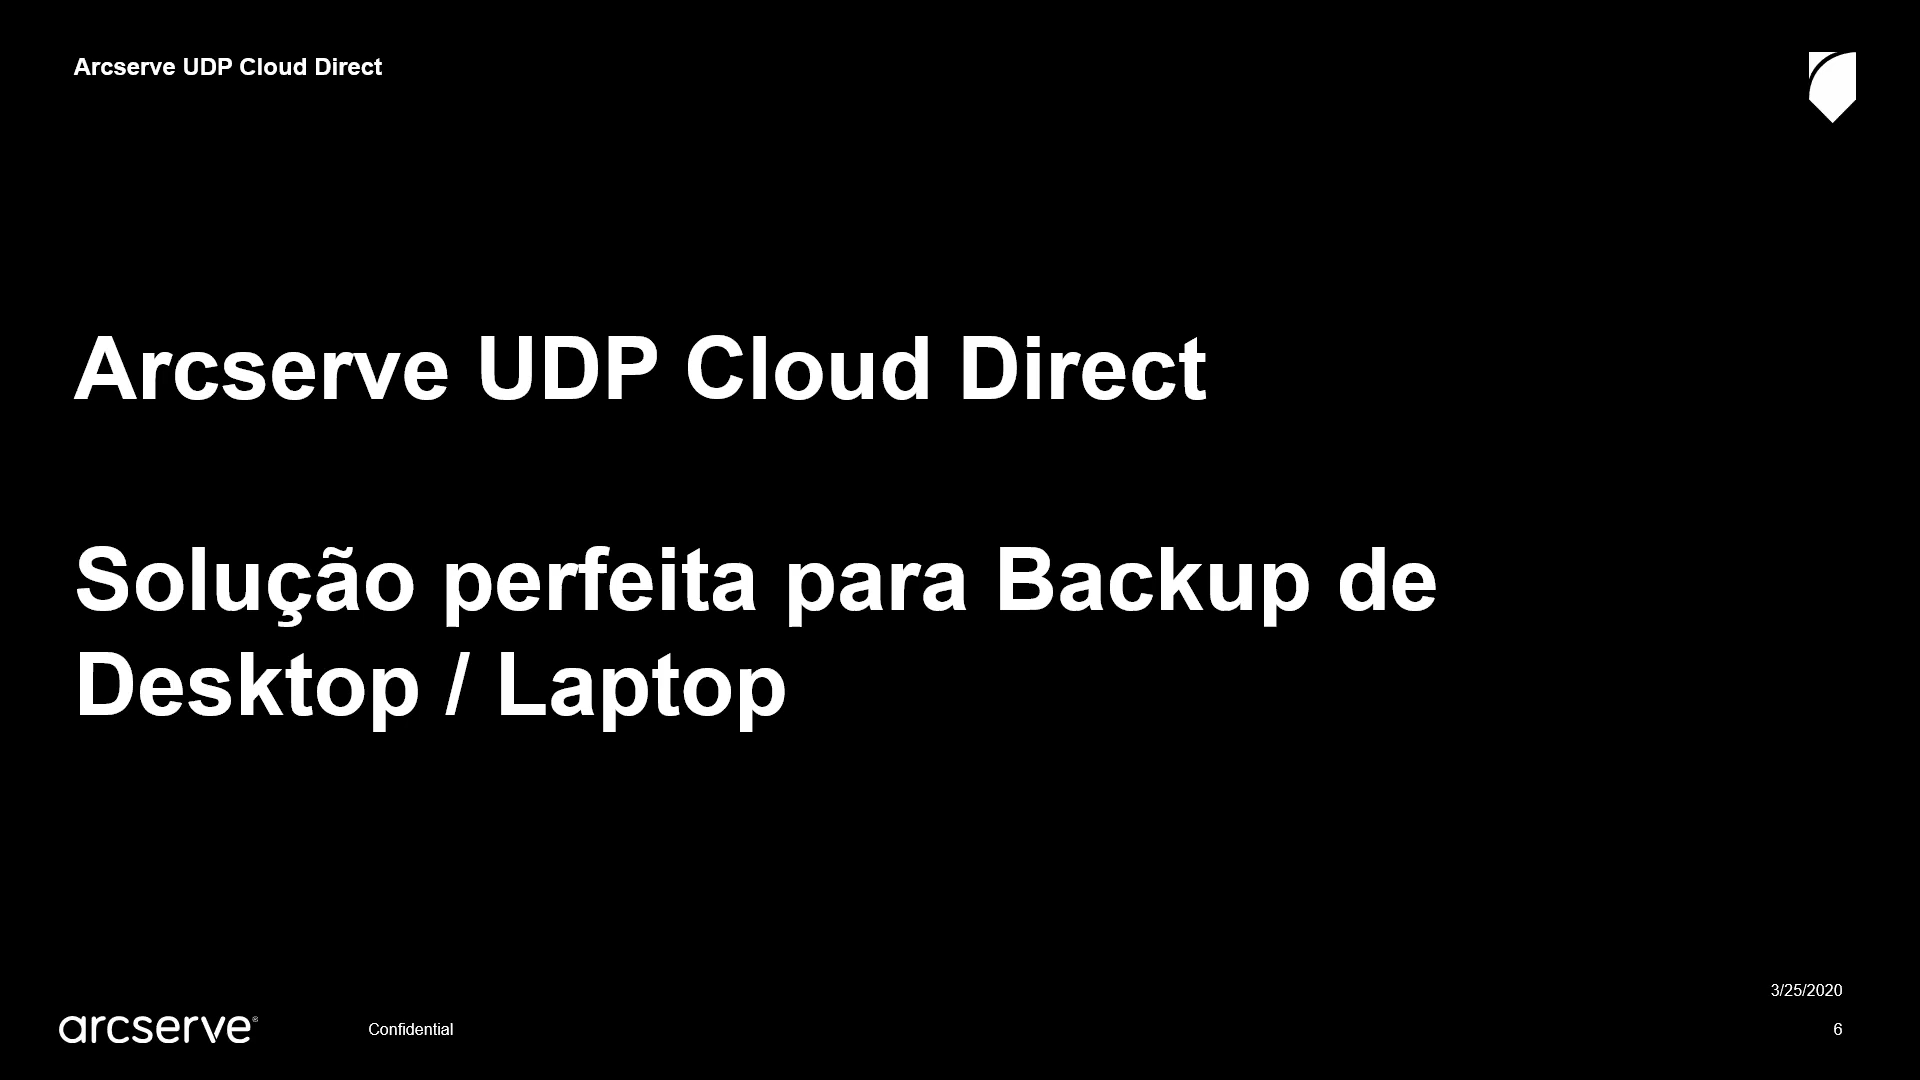 Arcserve UDP Cloud Direct
Arcserve UDP Cloud Direct
Solução perfeita para Backup de
Desktop / Laptop
3/25/2020
arcserve®
Confidential
6